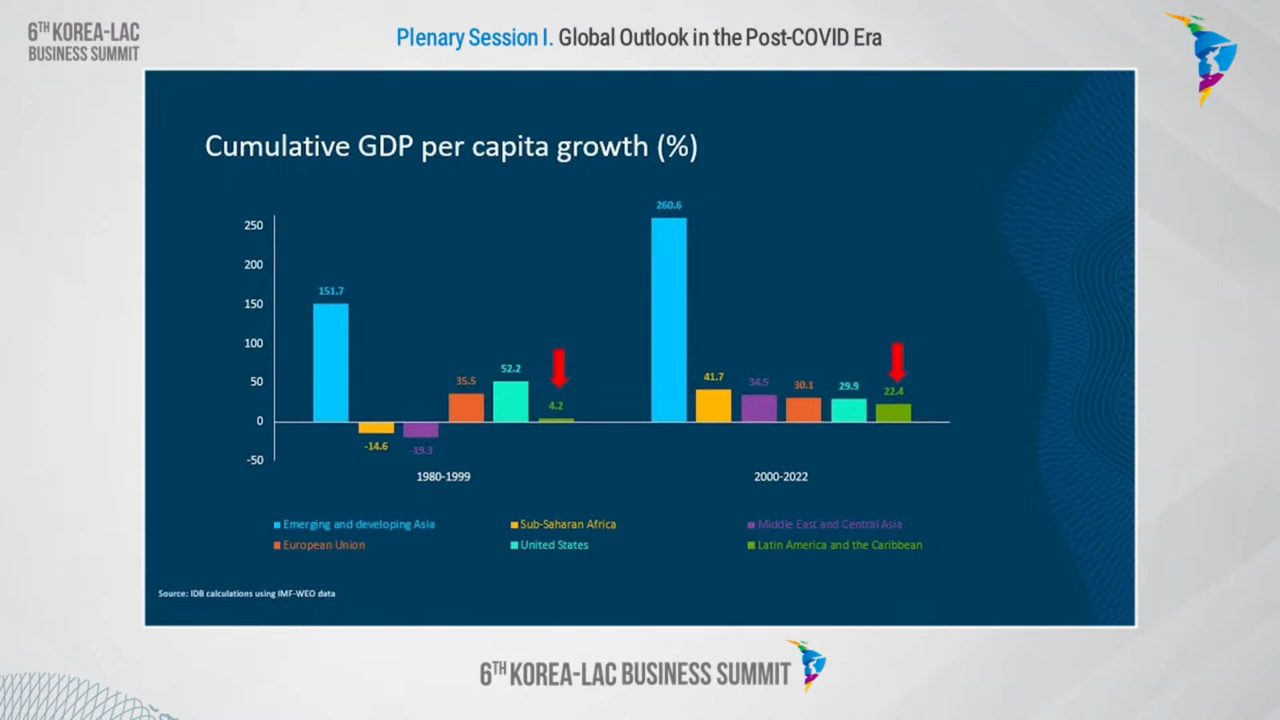 6TH KOREA-LAC
BUSINESS SUMMIT
Plenary Session I. Global Outlook in the Post-COVID Era
Cumulative GDP per capita growth (%)
250
200
150
100
50
0
-50
151.7
-14.6
-19.3
35.5
52.2
4.2
260.6
41.7
34.5
30.1
29.9
22.4
1980-1999
2000-2022
Emerging and developing Asia
Sub-Saharan Africa
Middle East and Central Asia
European Union
United States
Latin America and the Caribbean
Source: IDB calculations using IMF-WEO data
6TH KOREA-LAC BUSINESS SUMMIT